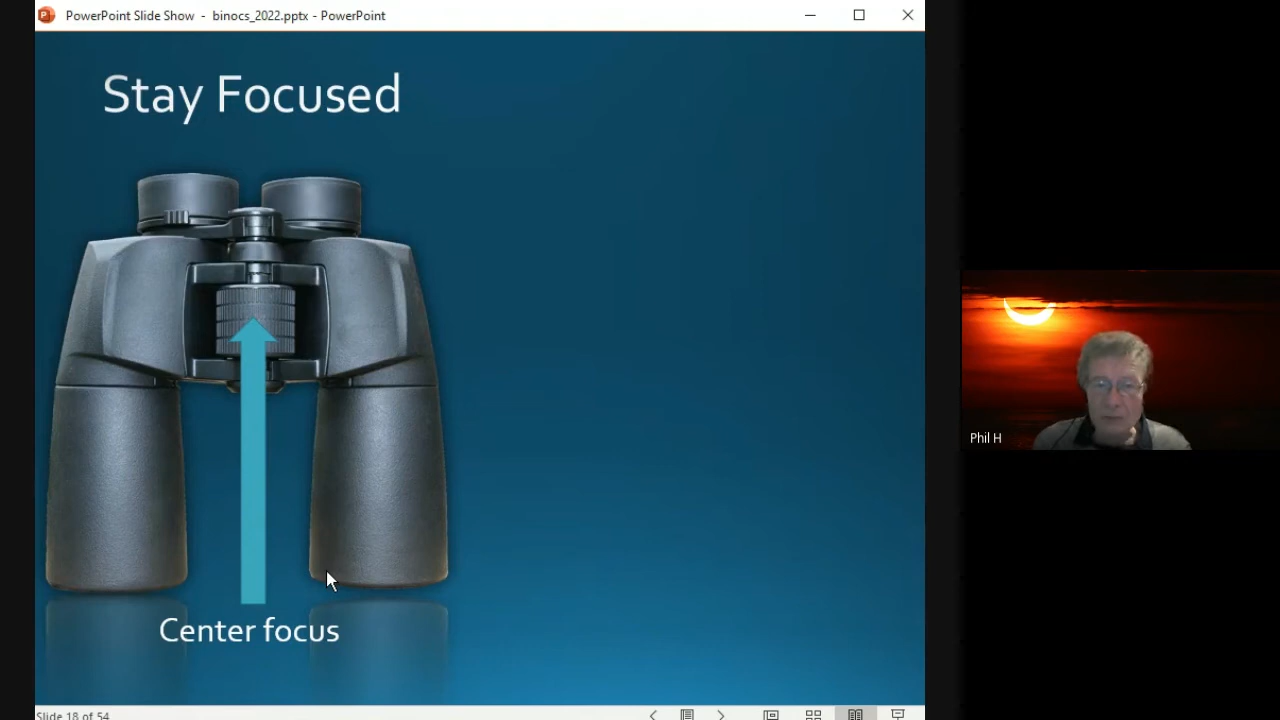 PowerPoint Slide Show - binocs_2022.pptx - PowerPoint
Stay Focused
Center focus
Phil H
Slide 18 of 54